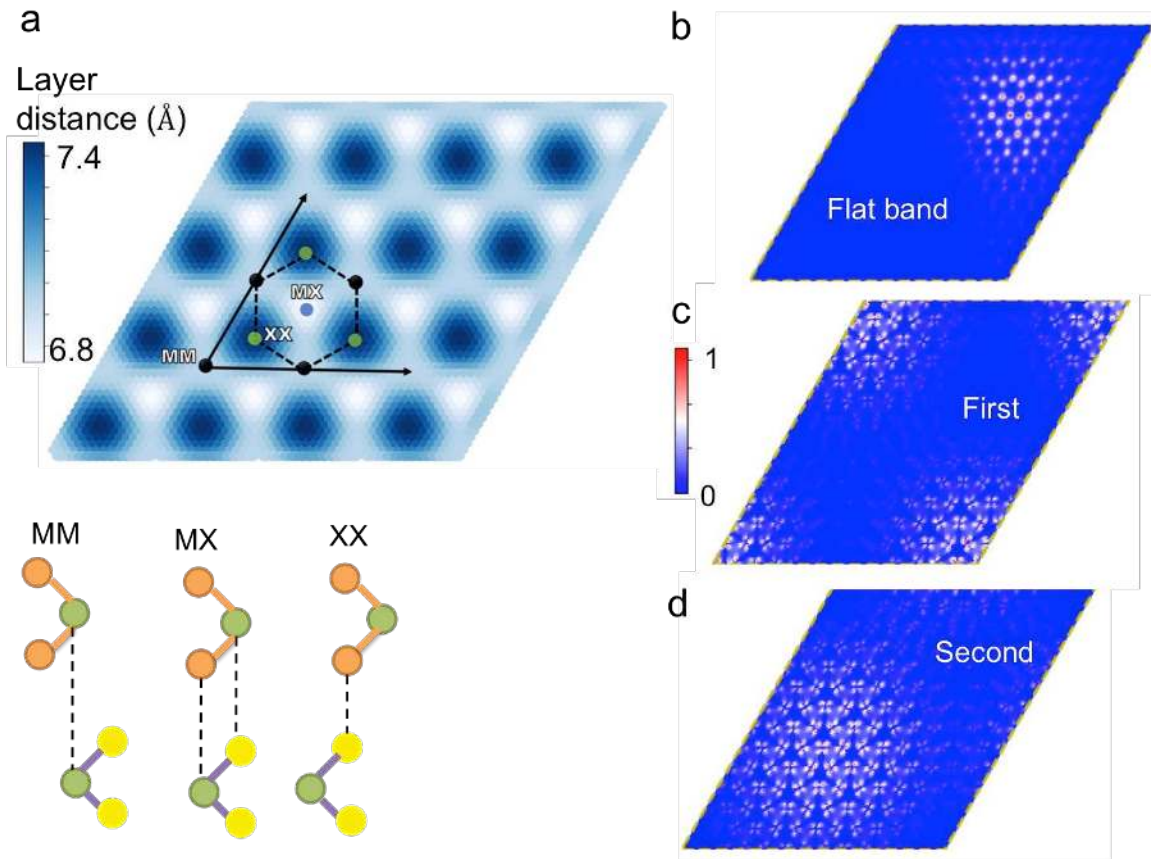 a
Layer
distance (Å)
7.4
6.8
MX
XX
MM
MM
MX
XX
b
Flat band
c
1
0
First
d
Second